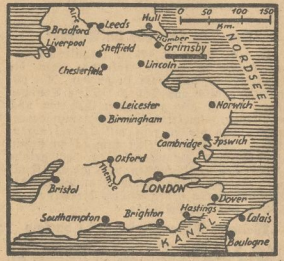 Hull
0 50 100 150
Km.
Leeds
Bradford
Humber
Grimsby
NORDSEE
Liverpool
Sheffield
Chesterfield
Lincoln
Leicester
Norwich
Birmingham
Cambridge
Ipswich
Oxford
Themse
LONDON
Bristol
Dover
Hastings
Southampton
Brighton
Calais
KANAL
Boulogne